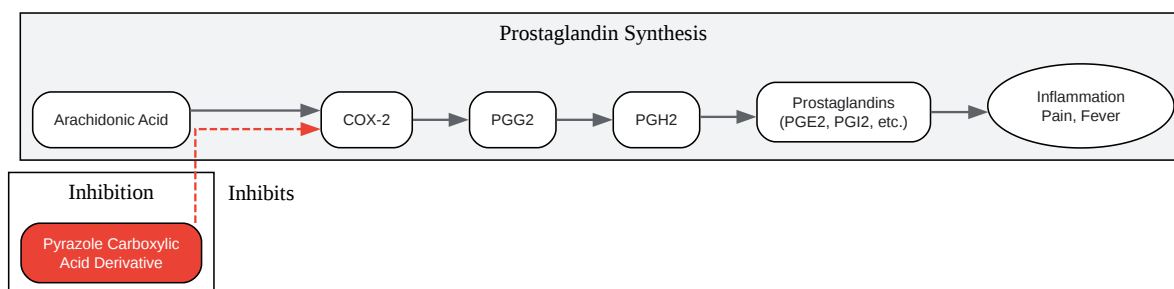 Prostaglandin Synthesis
Arachidonic Acid
COX-2
PGG2
PGH2
Prostaglandins
(PGE2, PGI2, etc.)
Inflammation
Pain, Fever
Inhibition
Inhibits
Pyrazole Carboxylic
Acid Derivative